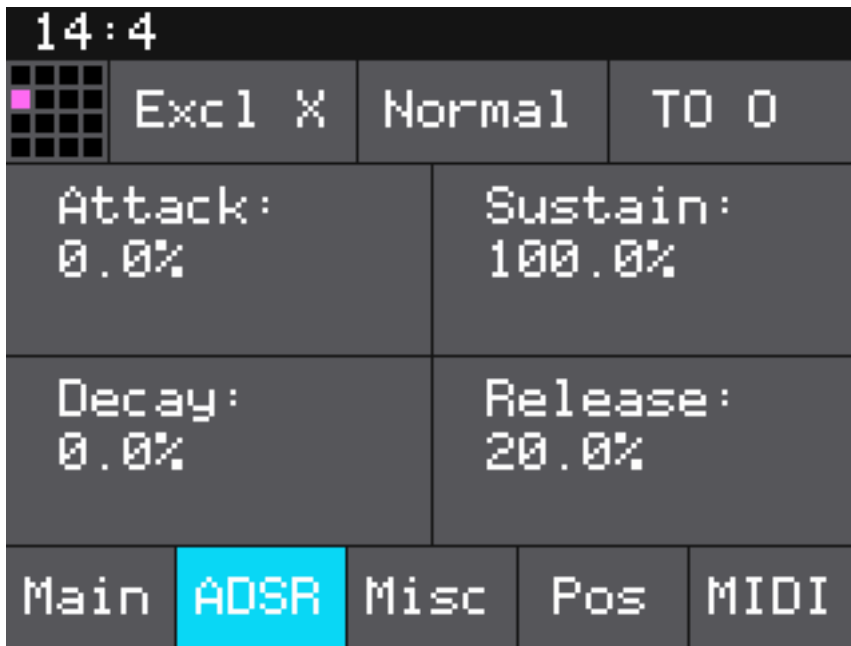 14:4
Excl X Normal TO 0
Attack: Sustain:
0.0% 100.0%
Decay: Release:
0.0% 20.0%
Main ADSR Misc Pos MIDI